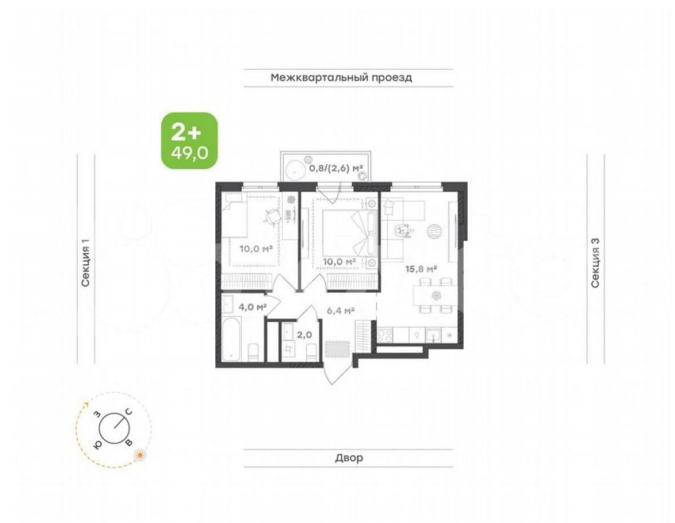 Межквартальный проезд
2+
49,0
0,8/(2,6) м²
10,0 м²
10,0 м²
15,8 м²
4,0 м²
6,4 м²
2,0
Секция 1
Секция 3
З
С
Ю
В
Двор